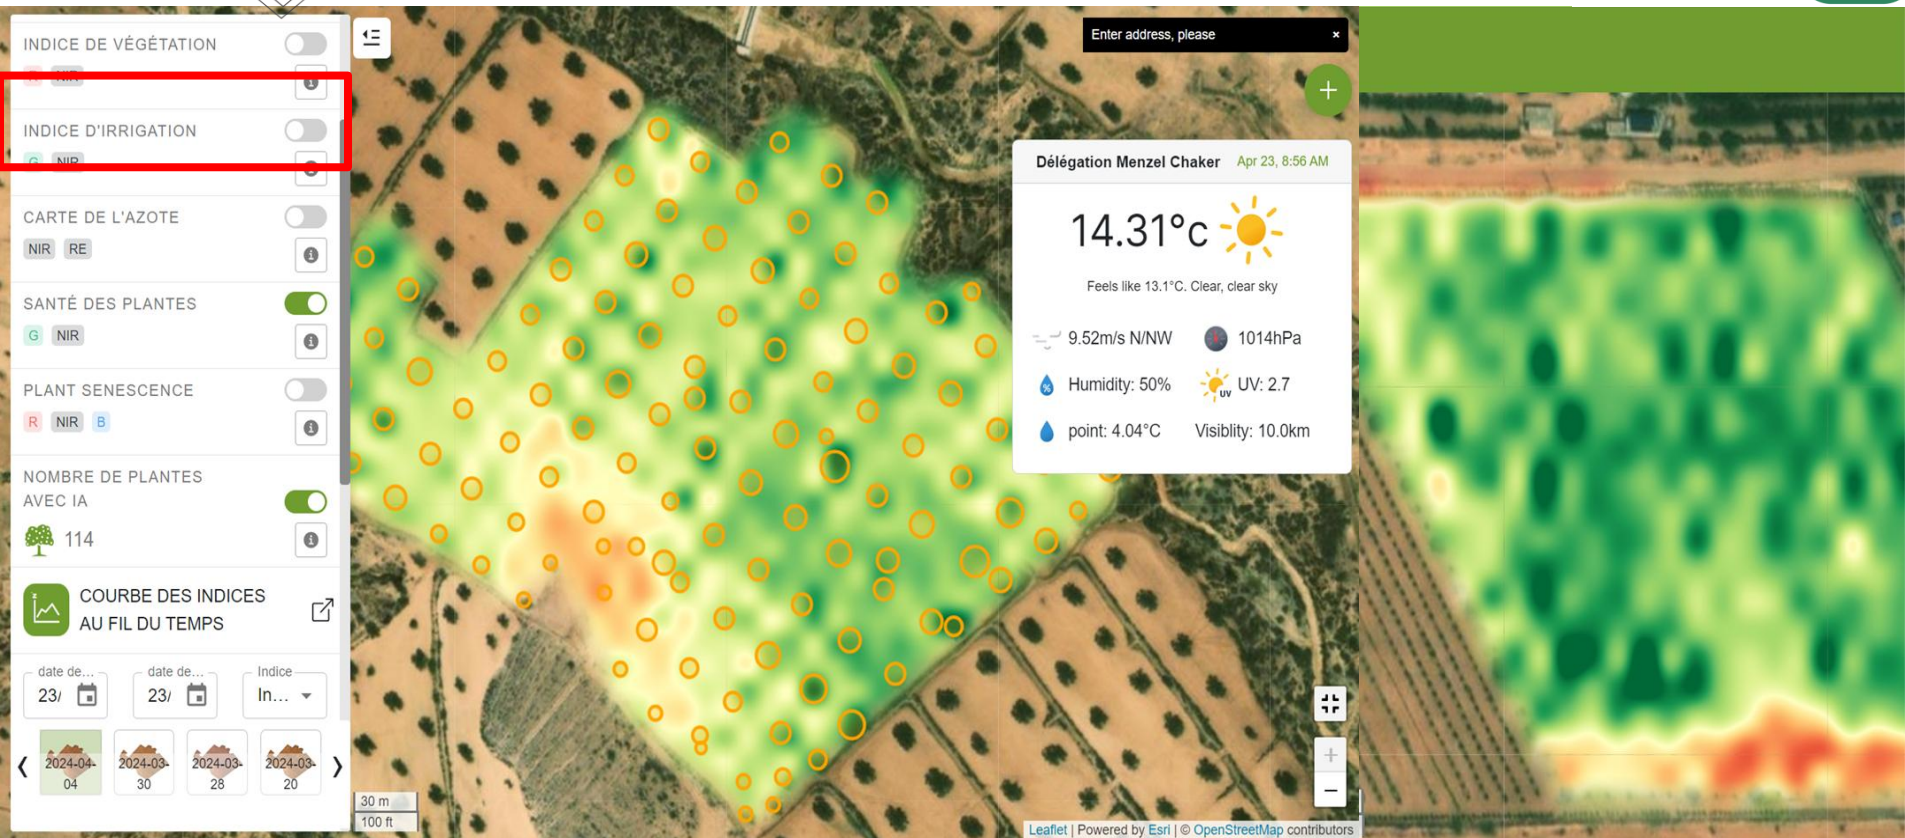 INDICE DE VÉGÉTATION
R NIR
INDICE D'IRRIGATION
G NIR
CARTE DE L'AZOTE
NIR RE
SANTÉ DES PLANTES
G NIR
PLANT SENESCENCE
R NIR B
NOMBRE DE PLANTES
AVEC IA
114
COURBE DES INDICES
AU FIL DU TEMPS
date de...
23/
date de...
23/
Indice
In...
2024-04-
04
2024-03-
30
2024-03-
28
2024-03-
20
Enter address, please ×
+
Délégation Menzel Chaker Apr 23, 8:56 AM
14.31°c
Feels like 13.1°C. Clear, clear sky
9.52m/s N/NW 1014hPa
% Humidity: 50% UV UV: 2.7
point: 4.04°C Visiblity: 10.0km
+
−
30 m
100 ft
Leaflet | Powered by Esri | © OpenStreetMap contributors